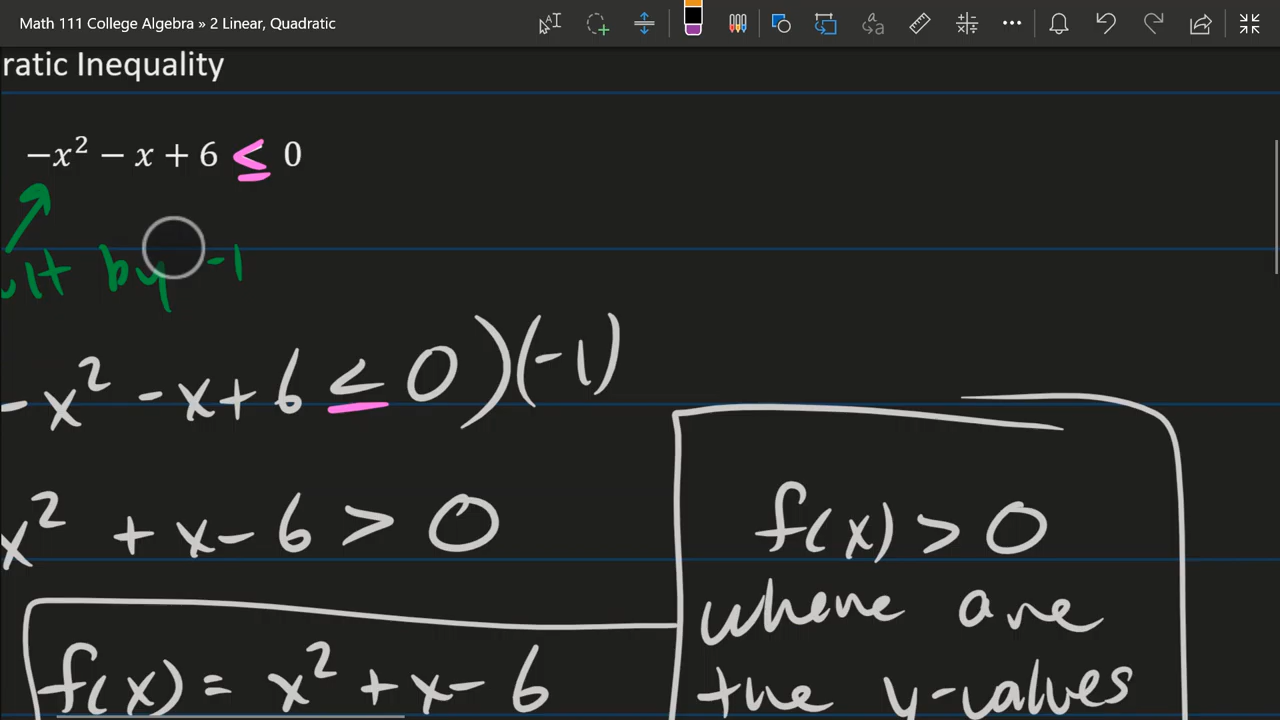 Math 111 College Algebra » 2 Linear, Quadratic
ratic Inequality
−x² − x + 6 ≤ 0
ult by -1
-x² -x+6 ≤ 0)(-1)
x² +x-6 > 0
f(x) = x² +x-6
f(x) > 0
where are
the y-values